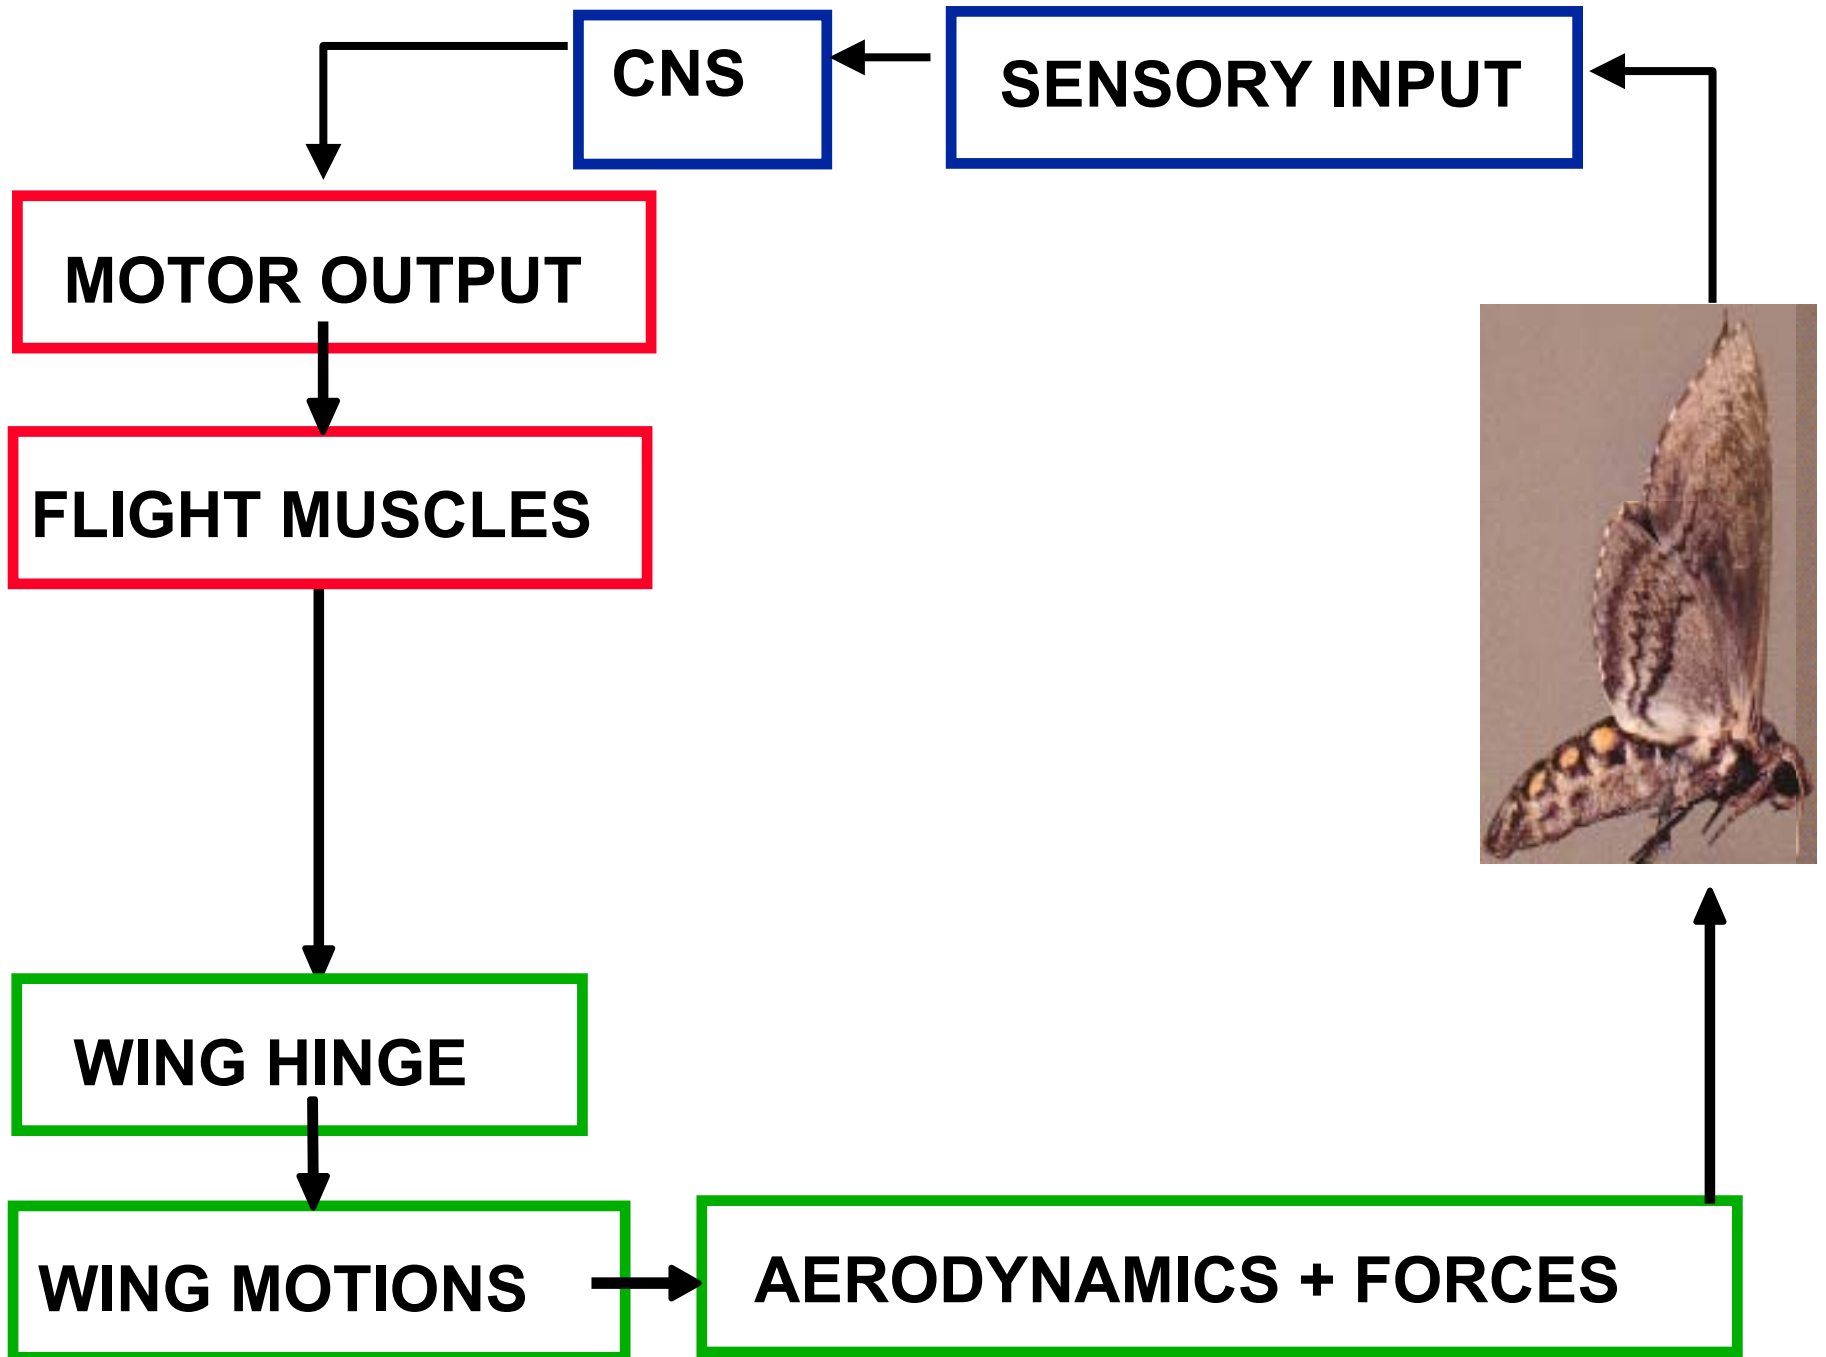 CNS
SENSORY INPUT
MOTOR OUTPUT
FLIGHT MUSCLES
WING HINGE
WING MOTIONS
AERODYNAMICS + FORCES